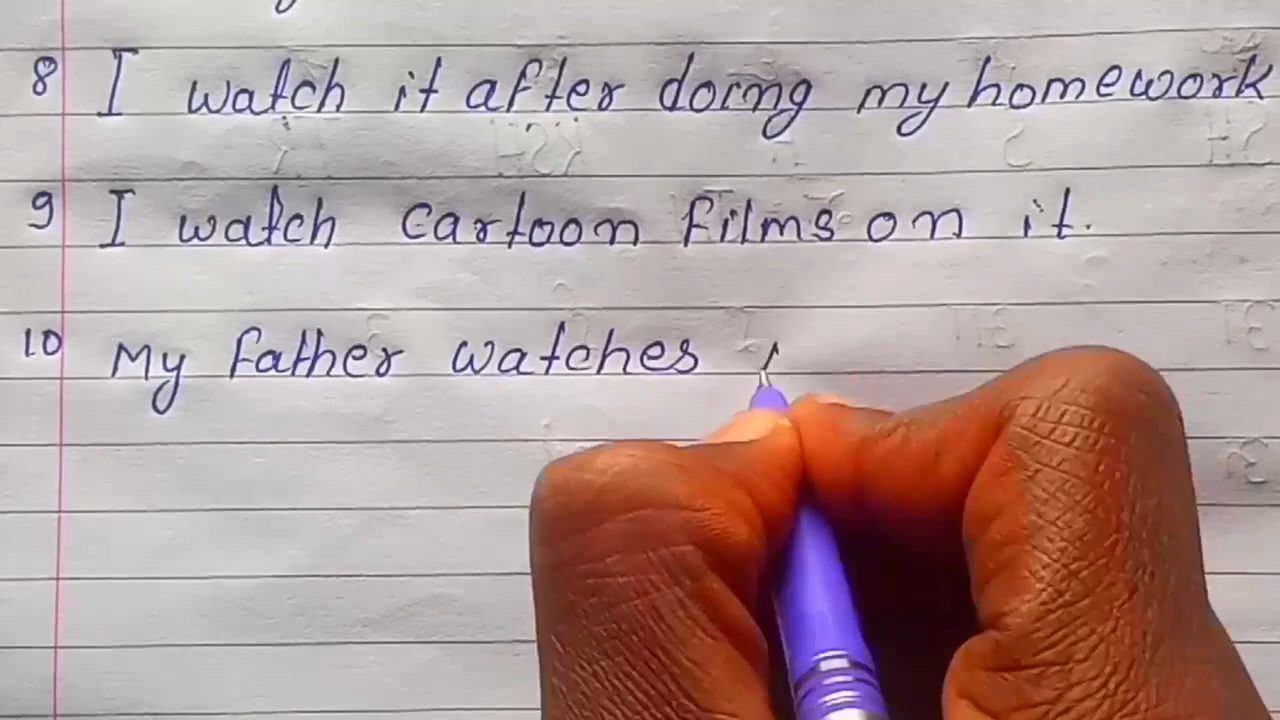 8 I watch it after doing my homework
9 I watch cartoon films on it.
10 My father watches